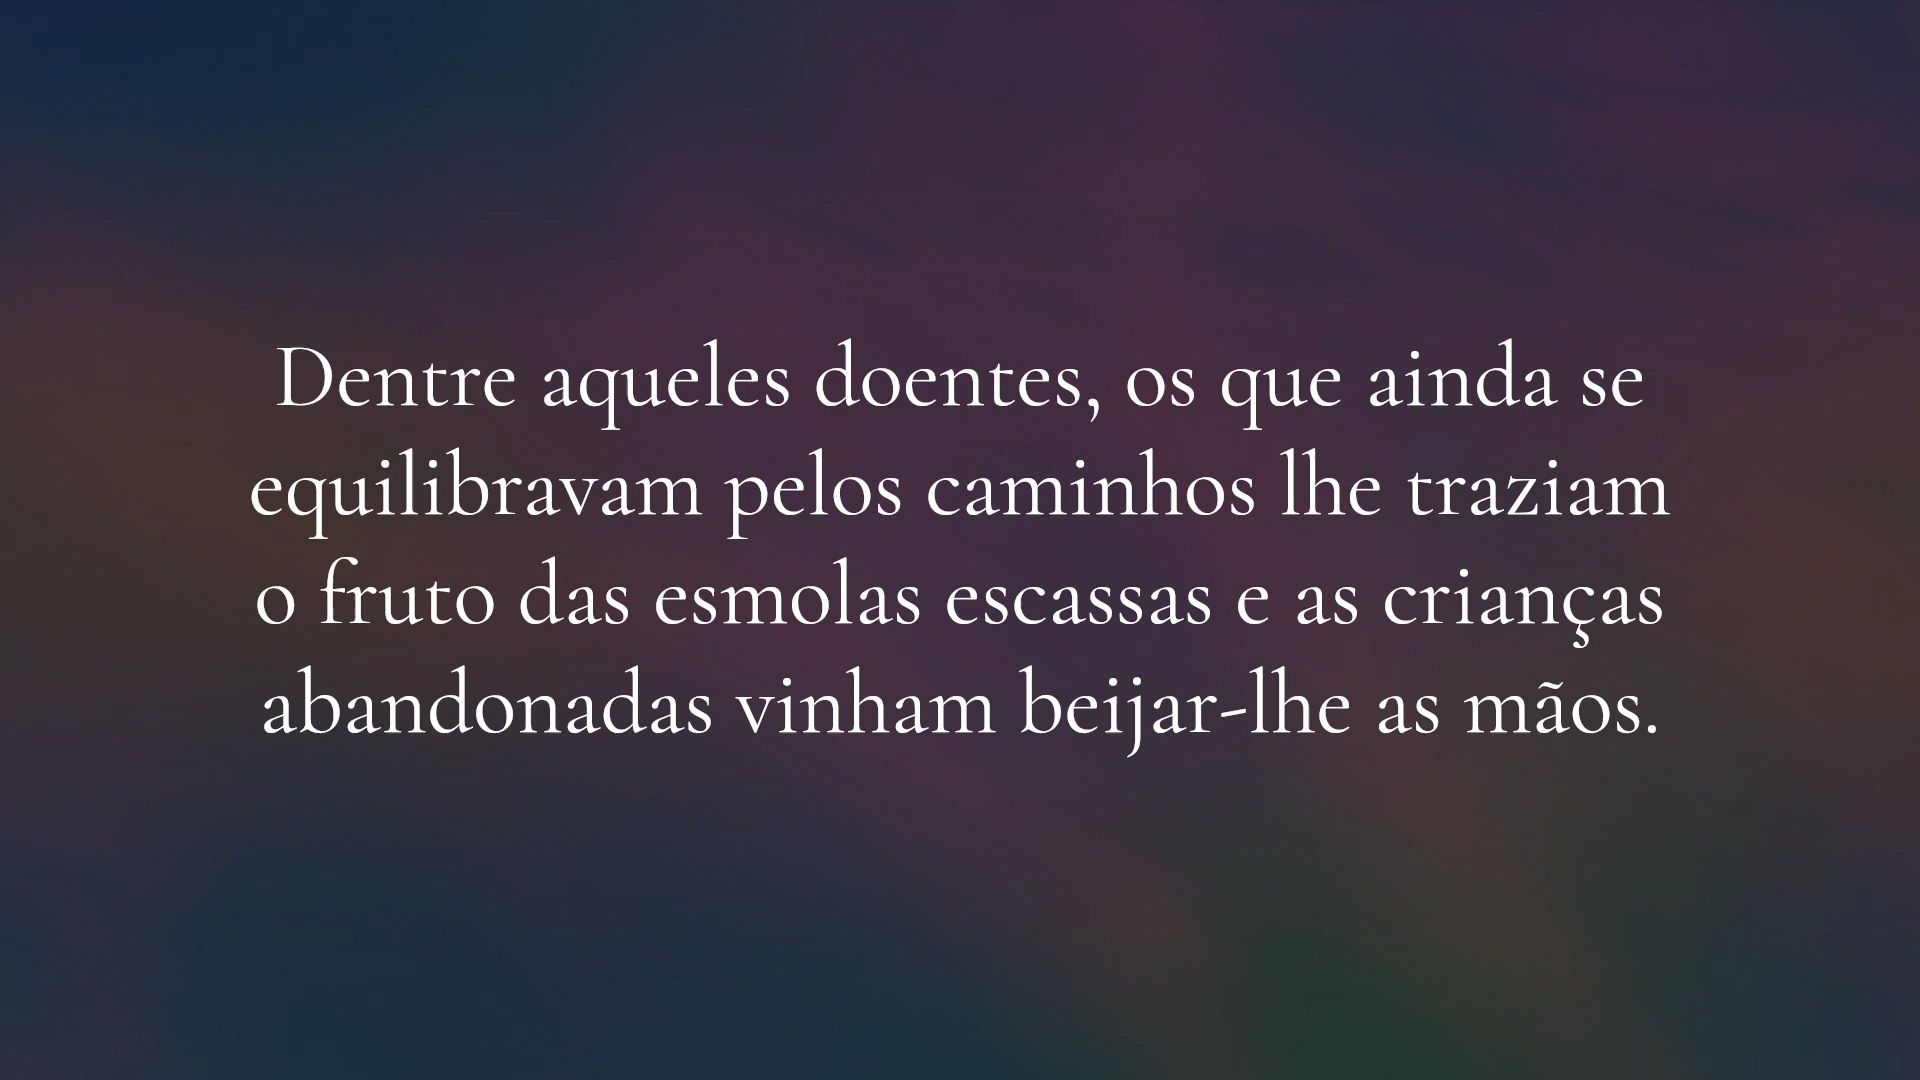 Dentre aqueles doentes, os que ainda se
equilibravam pelos caminhos lhe traziam
o fruto das esmolas escassas e as crianças
abandonadas vinham beijar-lhe as mãos.